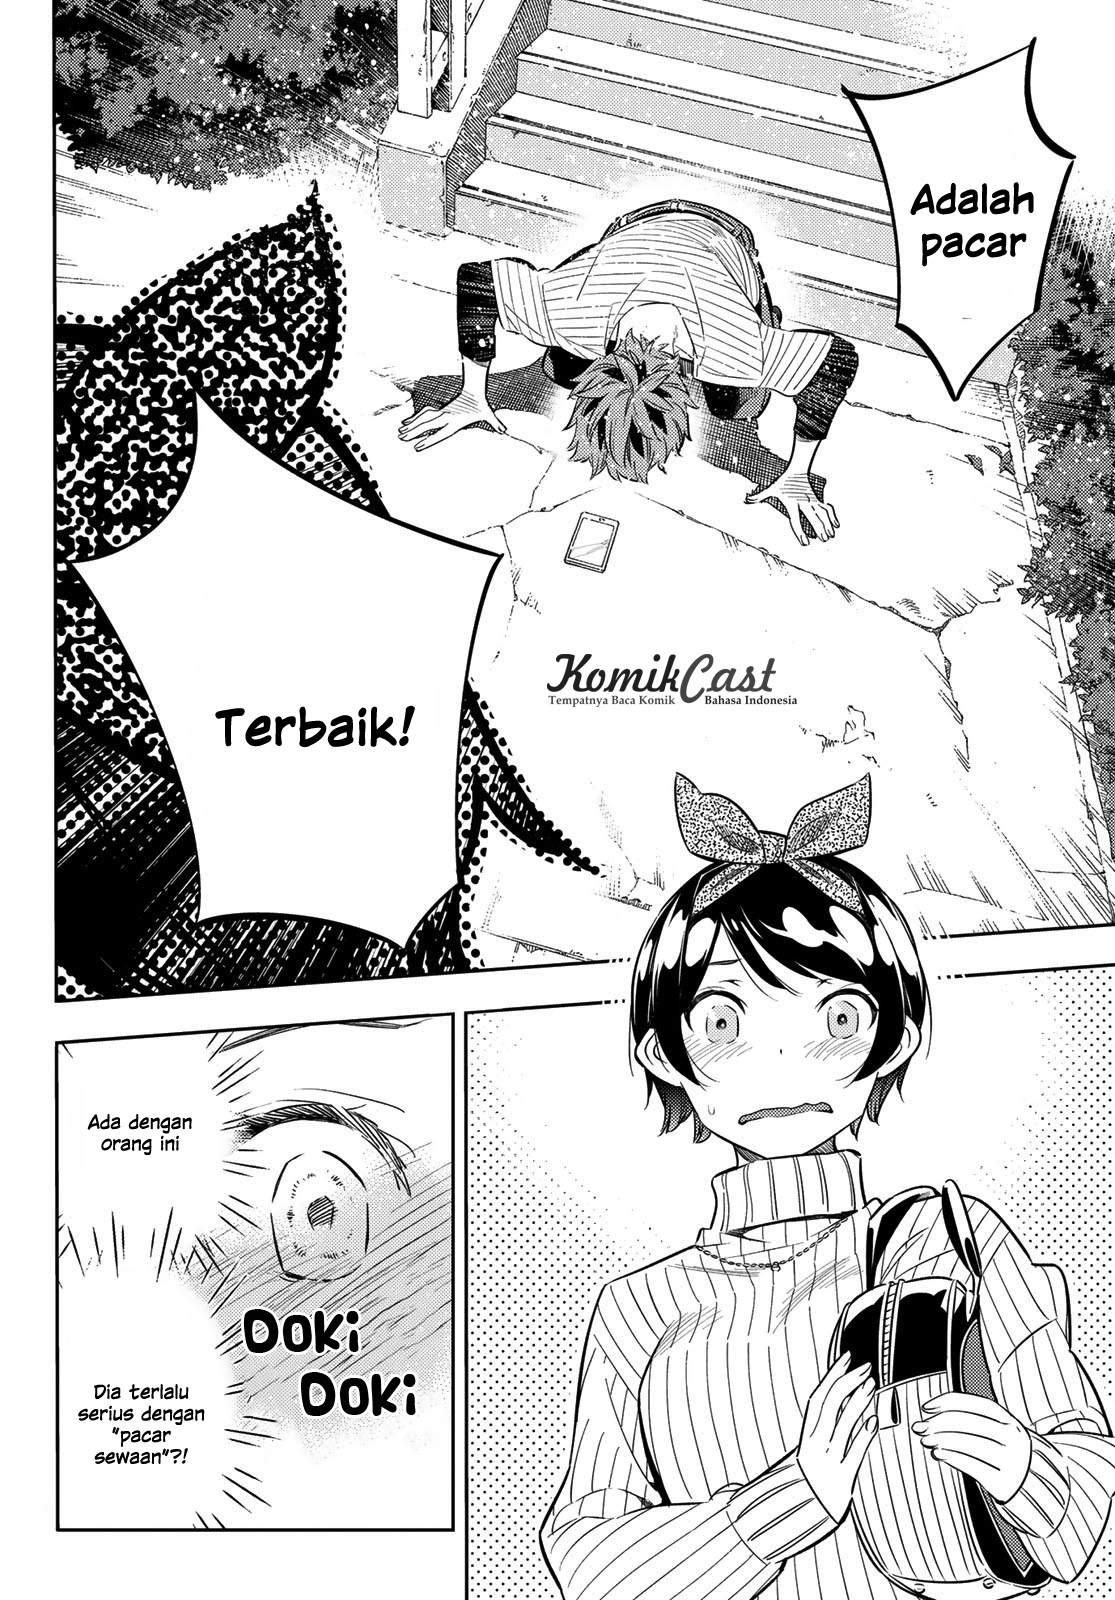 Adalah
pacar
Terbaik!
KomikCast
Tempatnya Baca Komik Bahasa Indonesia
Ada dengan
orang ini
Doki
Doki
Dia terlalu
serius dengan
"pacar
sewaan"?!